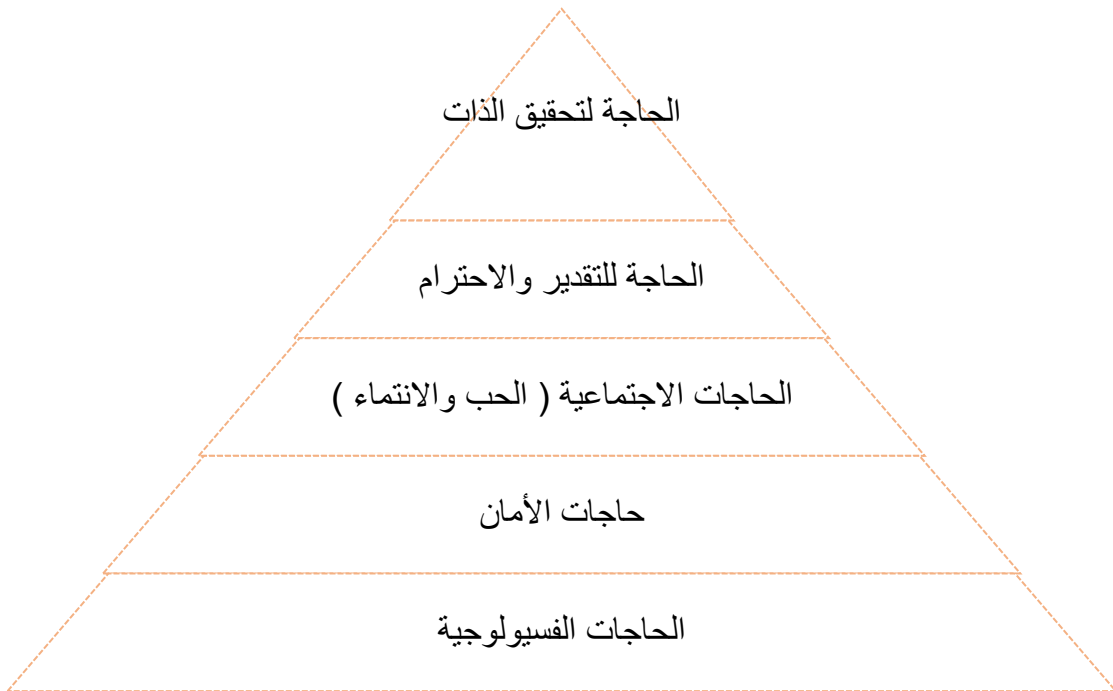 الحاجة لتحقيق الذات
الحاجة للتقدير والاحترام
الحاجات الاجتماعية ( الحب والانتماء )
حاجات الأمان
الحاجات الفسيولوجية